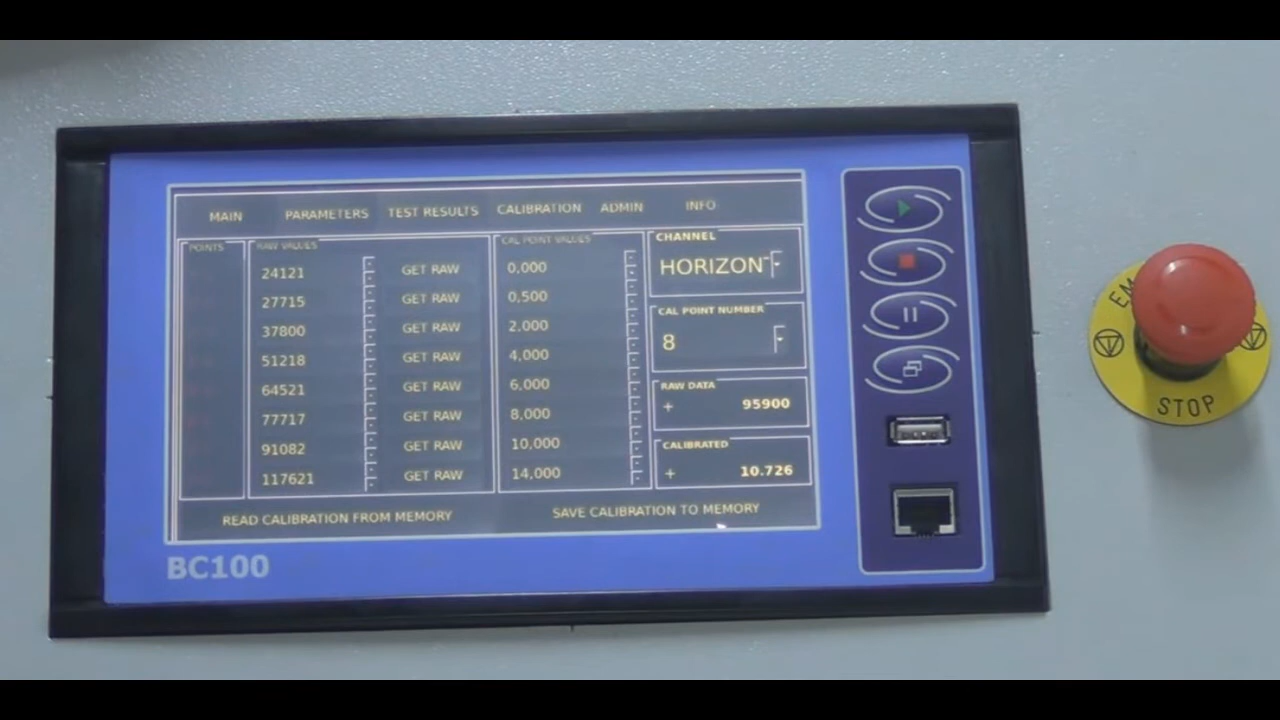 MAIN PARAMETERS TEST RESULTS CALIBRATION ADMIN INFO
POINTS RAW VALUES CAL POINT VALUES CHANNEL
24121 GET RAW 0,000
27715 GET RAW 0,500
37800 GET RAW 2.000
51218 GET RAW 4,000
64521 GET RAW 6,000
77717 GET RAW 8,000
91082 GET RAW 10,000
117621 GET RAW 14,000
HORIZON
CAL POINT NUMBER
8
RAW DATA
+ 95900
CALIBRATED
+ 10.726
READ CALIBRATION FROM MEMORY SAVE CALIBRATION TO MEMORY
BC100
STOP